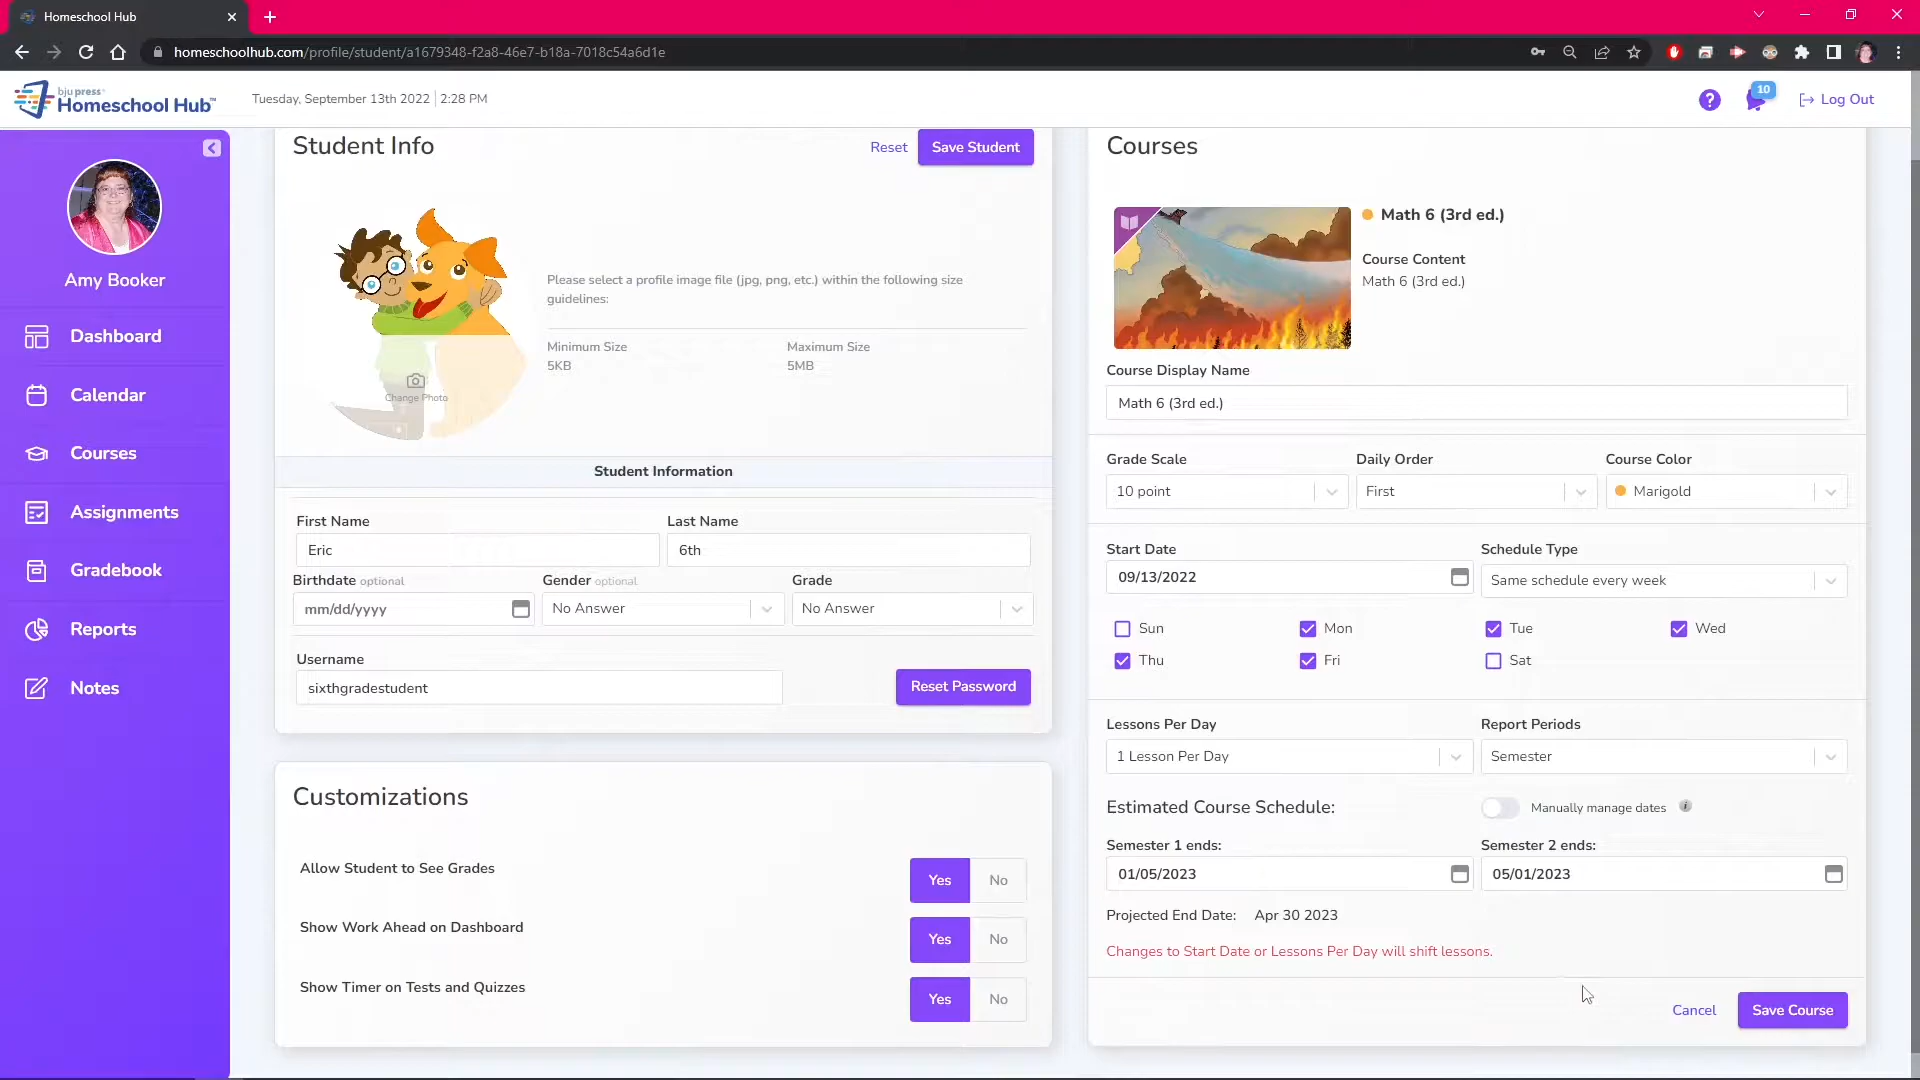 Homeschool Hub
homeschoolhub.com/profile/student/a1679348-f2a8-46e7-b18a-7018c54a6d1e
bju press
Homeschool Hub™
Tuesday, September 13th 2022 | 2:28 PM
?
10
Log Out
Amy Booker
Dashboard
Calendar
Courses
Assignments
Gradebook
Reports
Notes
Student Info
Reset
Save Student
Change Photo
Please select a profile image file (jpg, png, etc.) within the following size
guidelines:
Minimum Size
Maximum Size
5KB
5MB
Student Information
First Name
Last Name
Eric
6th
Birthdate optional
Gender optional
Grade
mm/dd/yyyy
No Answer
No Answer
Username
sixthgradestudent
Reset Password
Customizations
Allow Student to See Grades
Yes
No
Show Work Ahead on Dashboard
Yes
No
Show Timer on Tests and Quizzes
Yes
No
Courses
Math 6 (3rd ed.)
Course Content
Math 6 (3rd ed.)
Course Display Name
Math 6 (3rd ed.)
Grade Scale
Daily Order
Course Color
10 point
First
Marigold
Start Date
Schedule Type
09/13/2022
Same schedule every week
Sun
Mon
Tue
Wed
Thu
Fri
Sat
Lessons Per Day
Report Periods
1 Lesson Per Day
Semester
Estimated Course Schedule:
Manually manage dates
i
Semester 1 ends:
Semester 2 ends:
01/05/2023
05/01/2023
Projected End Date: Apr 30 2023
Changes to Start Date or Lessons Per Day will shift lessons.
Cancel
Save Course